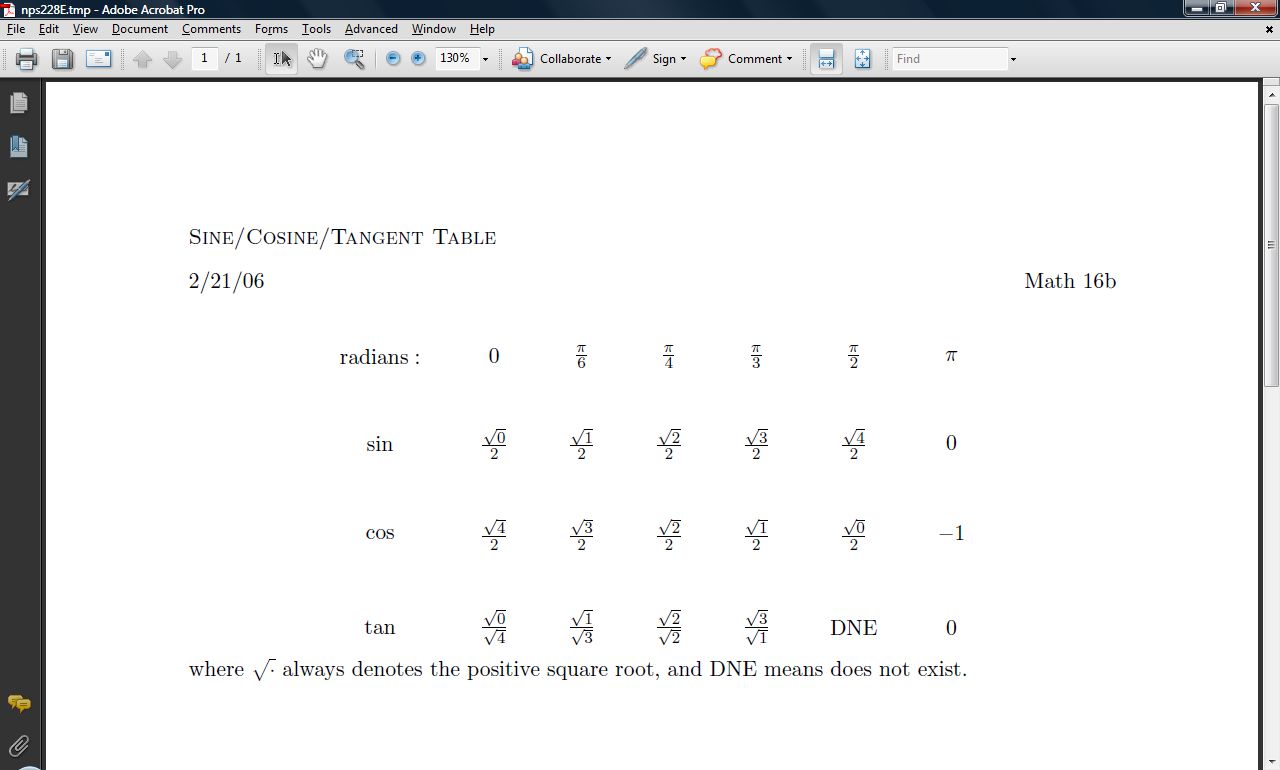 nps228E.tmp - Adobe Acrobat Pro
File Edit View Document Comments Forms Tools Advanced Window Help
1 / 1 130% Collaborate Sign Comment Find
SINE/COSINE/TANGENT TABLE
2/21/06 Math 16b
radians : 0 π/6 π/4 π/3 π/2 π
sin √0/2 √1/2 √2/2 √3/2 √4/2 0
cos √4/2 √3/2 √2/2 √1/2 √0/2 −1
tan √0/√4 √1/√3 √2/√2 √3/√1 DNE 0
where √· always denotes the positive square root, and DNE means does not exist.